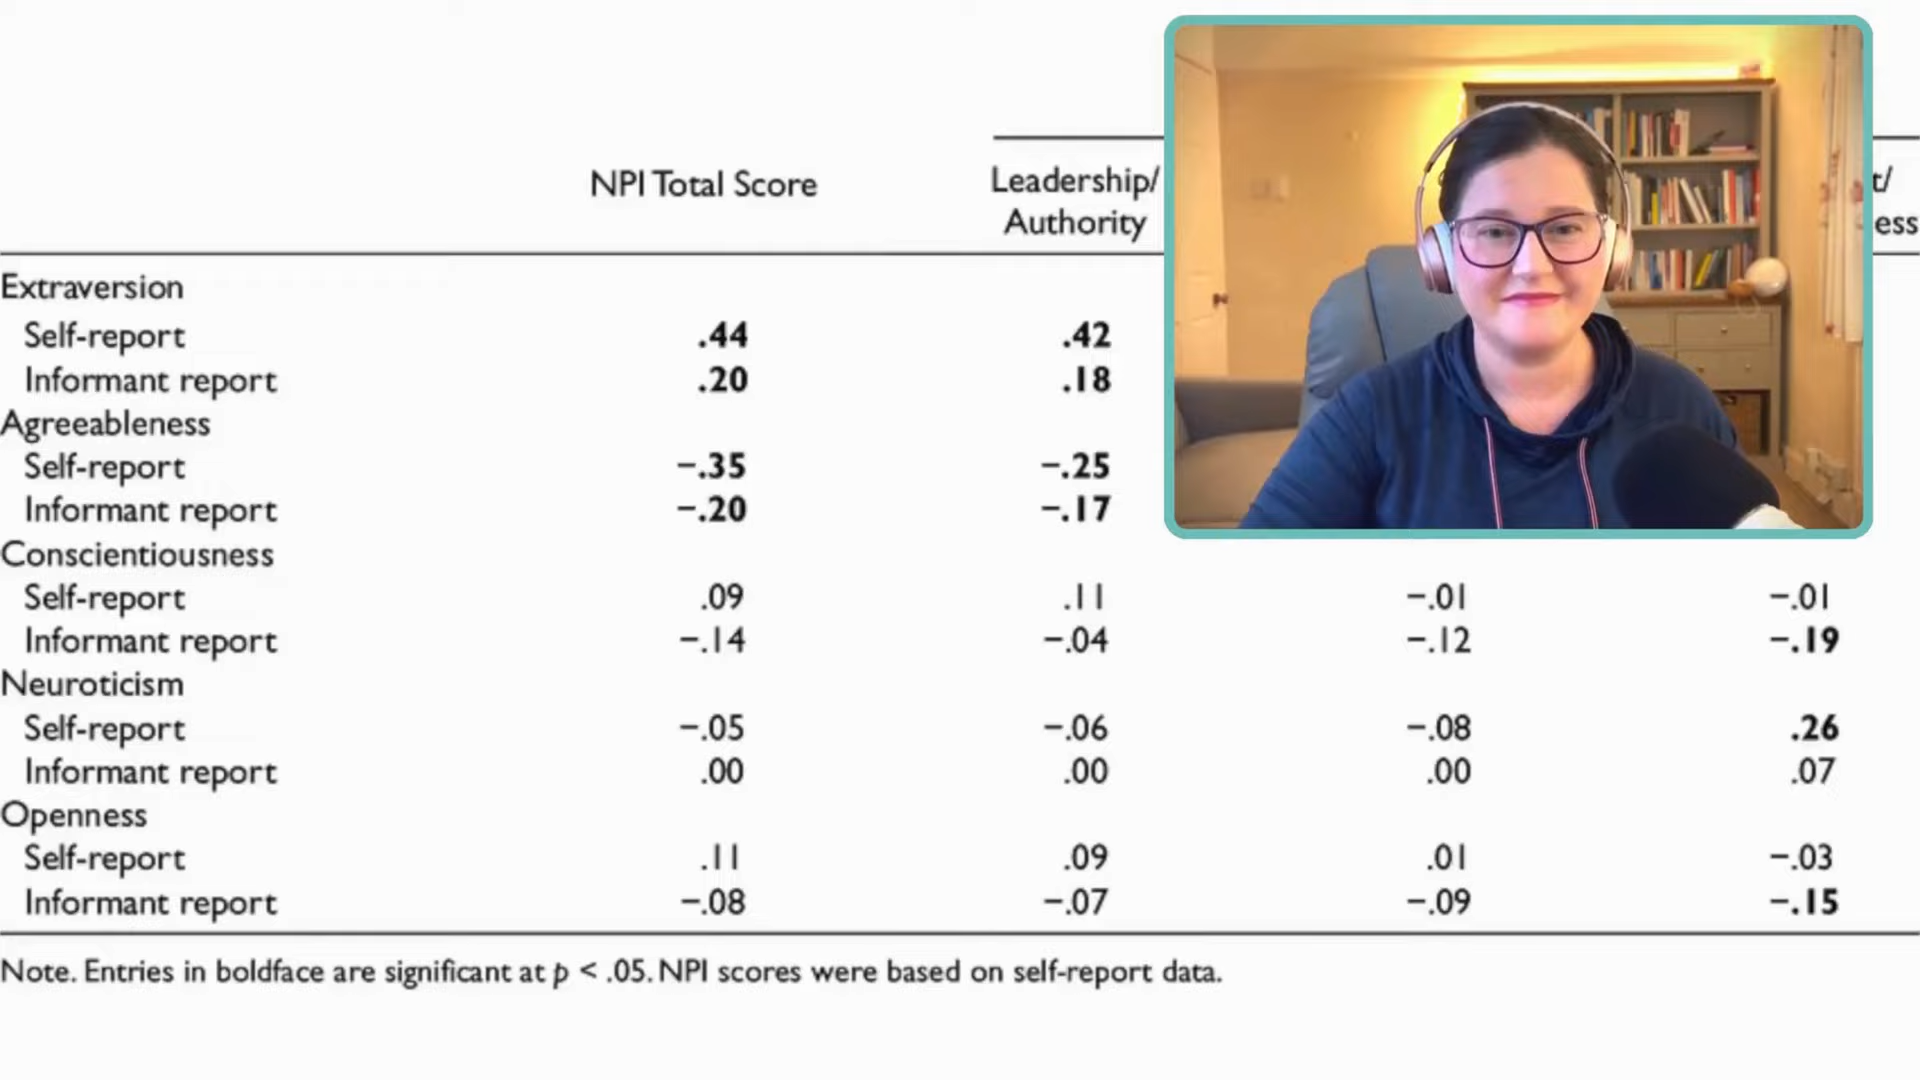 NPI Total Score Leadership/ t/
Authority ess
Extraversion
Self-report .44 .42
Informant report .20 .18
Agreeableness
Self-report −.35 −.25
Informant report −.20 −.17
Conscientiousness
Self-report .09 .11 −.01 −.01
Informant report −.14 −.04 −.12 −.19
Neuroticism
Self-report −.05 −.06 −.08 .26
Informant report .00 .00 .00 .07
Openness
Self-report .11 .09 .01 −.03
Informant report −.08 −.07 −.09 −.15
Note. Entries in boldface are significant at p < .05. NPI scores were based on self-report data.